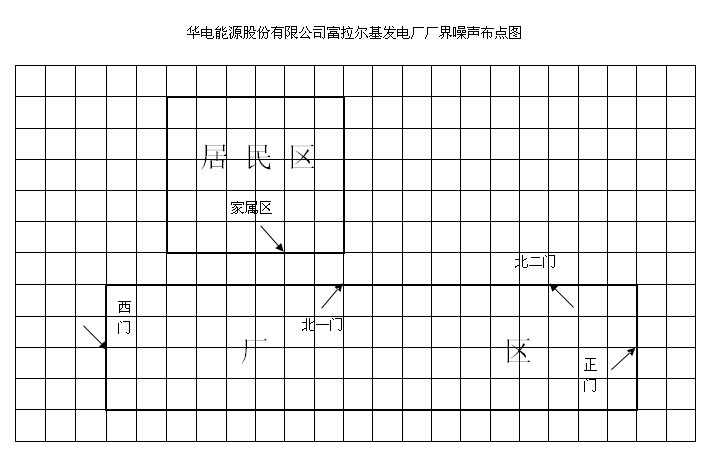 华电能源股份有限公司富拉尔基发电厂厂界噪声布点图
居民区
家属区
北二门
西
门
北一门
厂 区
正
门